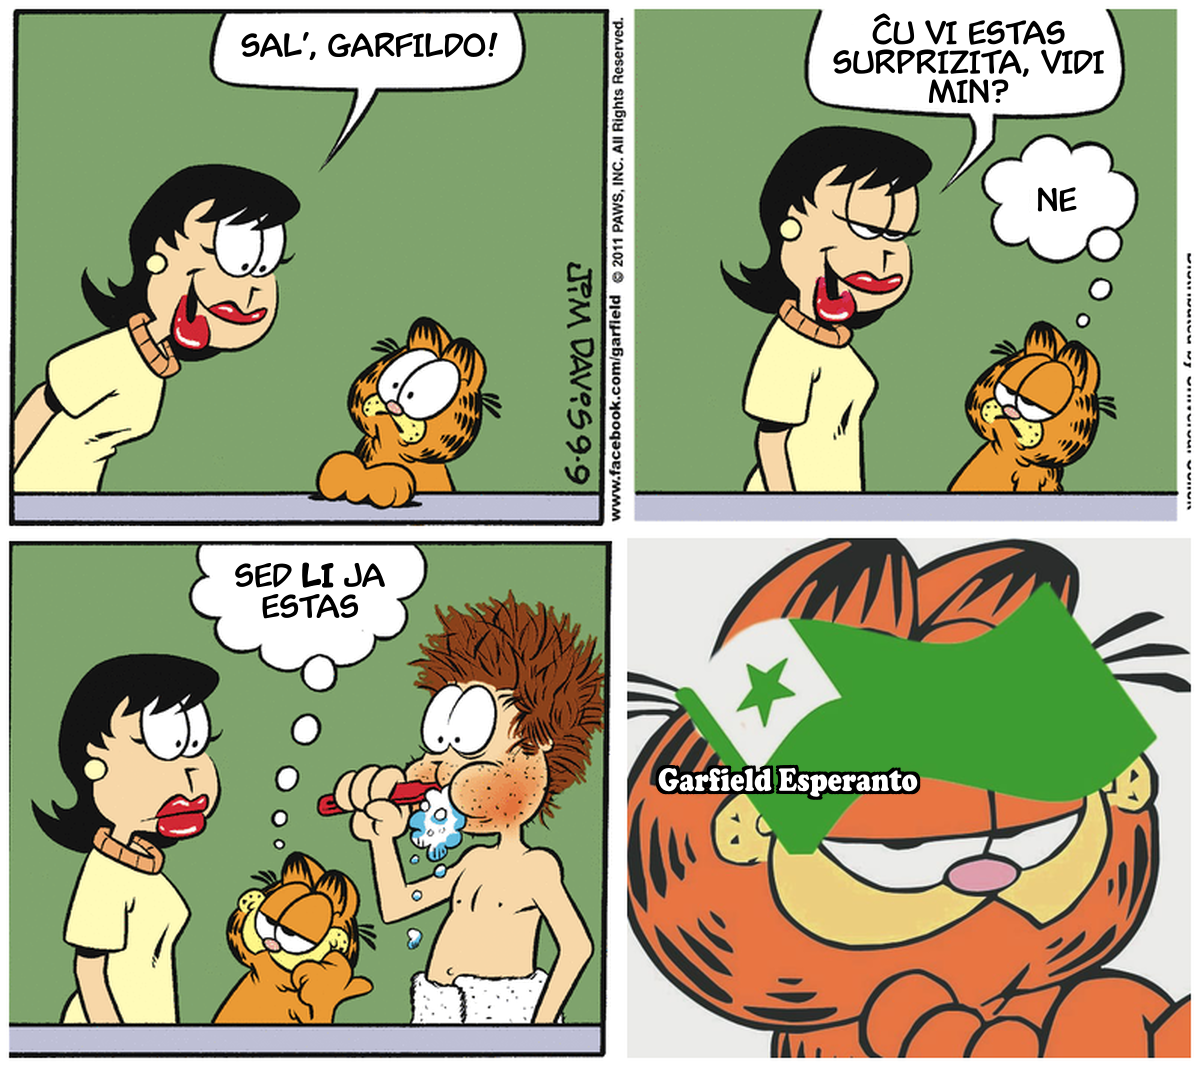 SAL', GARFILDO!
www.facebook.com/garfield © 2011 PAWS, INC. All Rights Reserved.
JIM DAVIS 9·9
ĈU VI ESTAS
SURPRIZITA, VIDI
MIN?
NE
SED LI JA
ESTAS
Garfield Esperanto